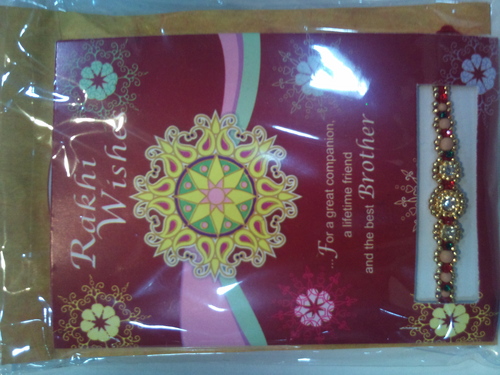 Rakhi
Wishes
...For a great companion,
a lifetime friend
and the best Brother